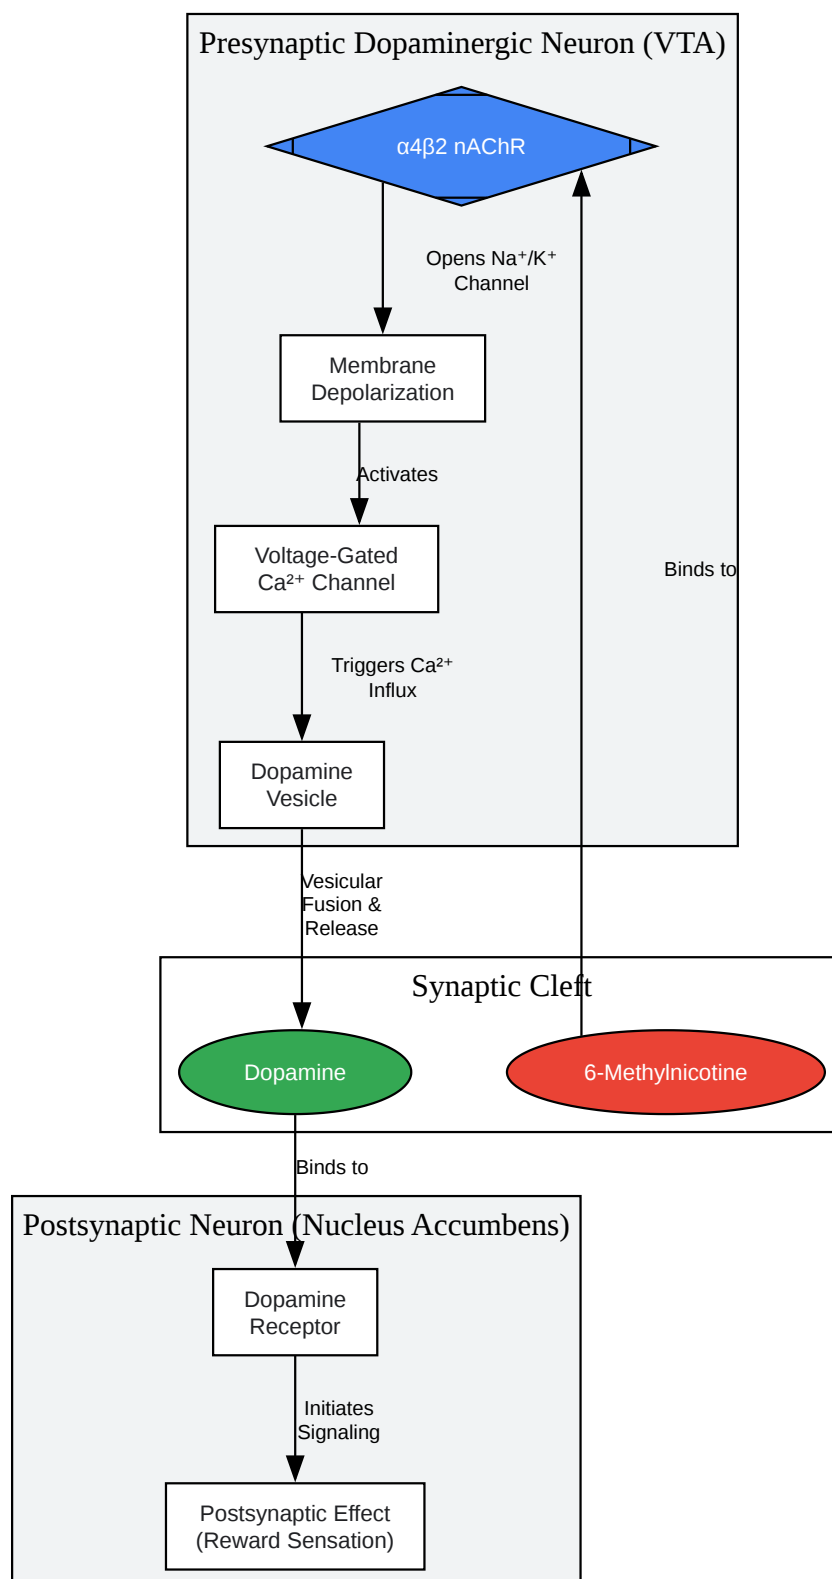 Presynaptic Dopaminergic Neuron (VTA)
α4β2 nAChR
Opens Na⁺/K⁺
Channel
Membrane
Depolarization
Activates
Voltage-Gated
Ca²⁺ Channel
Binds to
Triggers Ca²⁺
Influx
Dopamine
Vesicle
Vesicular
Fusion &
Release
Synaptic Cleft
Dopamine
6-Methylnicotine
Binds to
Postsynaptic Neuron (Nucleus Accumbens)
Dopamine
Receptor
Initiates
Signaling
Postsynaptic Effect
(Reward Sensation)